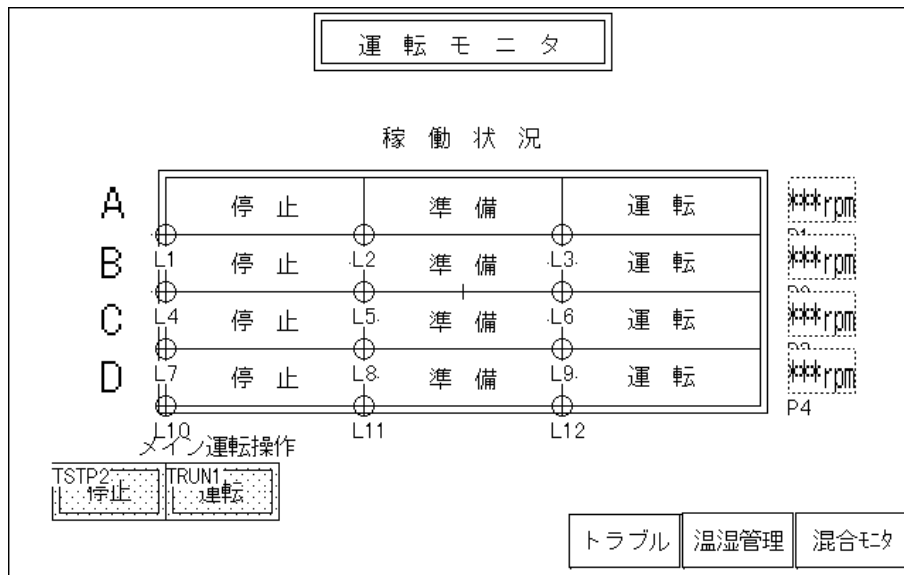 運転モニタ
稼働状況
A 停止 準備 運転 ***rpm
L1 L2 L3
B 停止 準備 運転 ***rpm
L4 L5 L6
C 停止 準備 運転 ***rpm
L7 L8 L9
D 停止 準備 運転 ***rpm
P4
L10 L11 L12
メイン運転操作
TSTP2 TRUN1
停止 運転
トラブル 温湿管理 混合モニタ